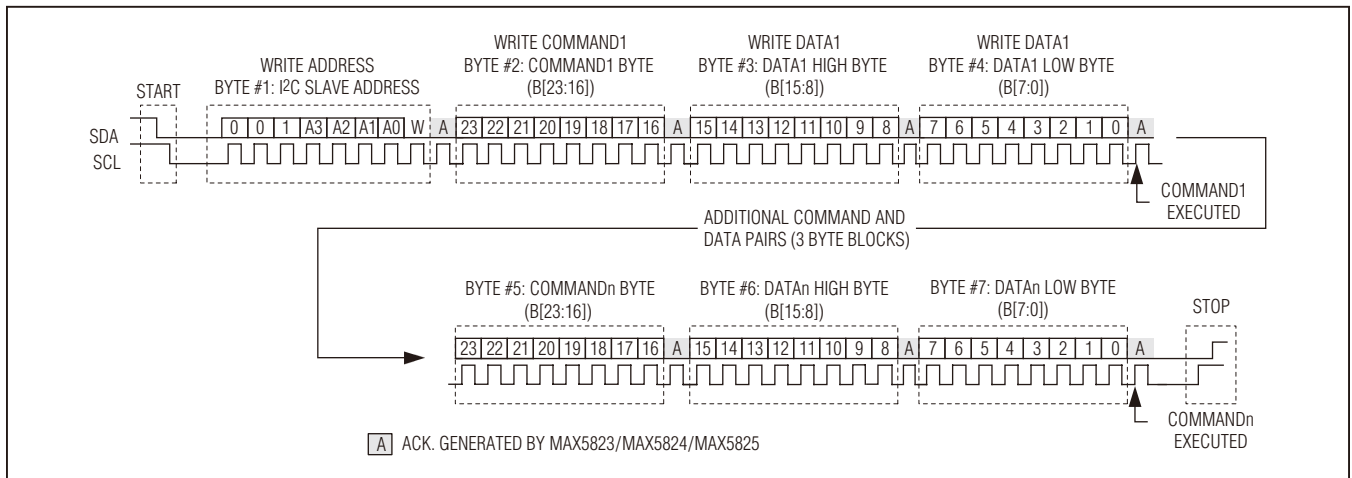 WRITE ADDRESS
BYTE #1: I²C SLAVE ADDRESS
WRITE COMMAND1
BYTE #2: COMMAND1 BYTE
(B[23:16])
WRITE DATA1
BYTE #3: DATA1 HIGH BYTE
(B[15:8])
WRITE DATA1
BYTE #4: DATA1 LOW BYTE
(B[7:0])
START
SDA
SCL
0 0 1 A3 A2 A1 A0 W A 23 22 21 20 19 18 17 16 A 15 14 13 12 11 10 9 8 A 7 6 5 4 3 2 1 0 A
COMMAND1
EXECUTED
ADDITIONAL COMMAND AND
DATA PAIRS (3 BYTE BLOCKS)
BYTE #5: COMMANDn BYTE
(B[23:16])
BYTE #6: DATAn HIGH BYTE
(B[15:8])
BYTE #7: DATAn LOW BYTE
(B[7:0])
STOP
23 22 21 20 19 18 17 16 A 15 14 13 12 11 10 9 8 A 7 6 5 4 3 2 1 0 A
COMMANDn
EXECUTED
A ACK. GENERATED BY MAX5823/MAX5824/MAX5825